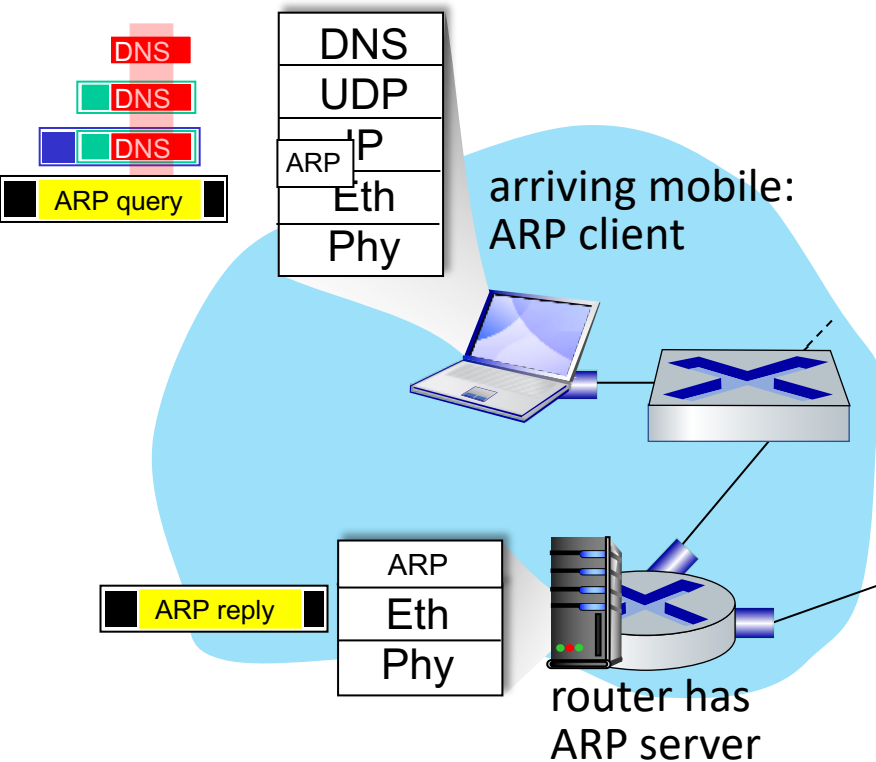 DNS
DNS
DNS
ARP query
DNS
UDP
IP
ARP
Eth
Phy
arriving mobile:
ARP client
ARP
Eth
Phy
ARP reply
router has
ARP server